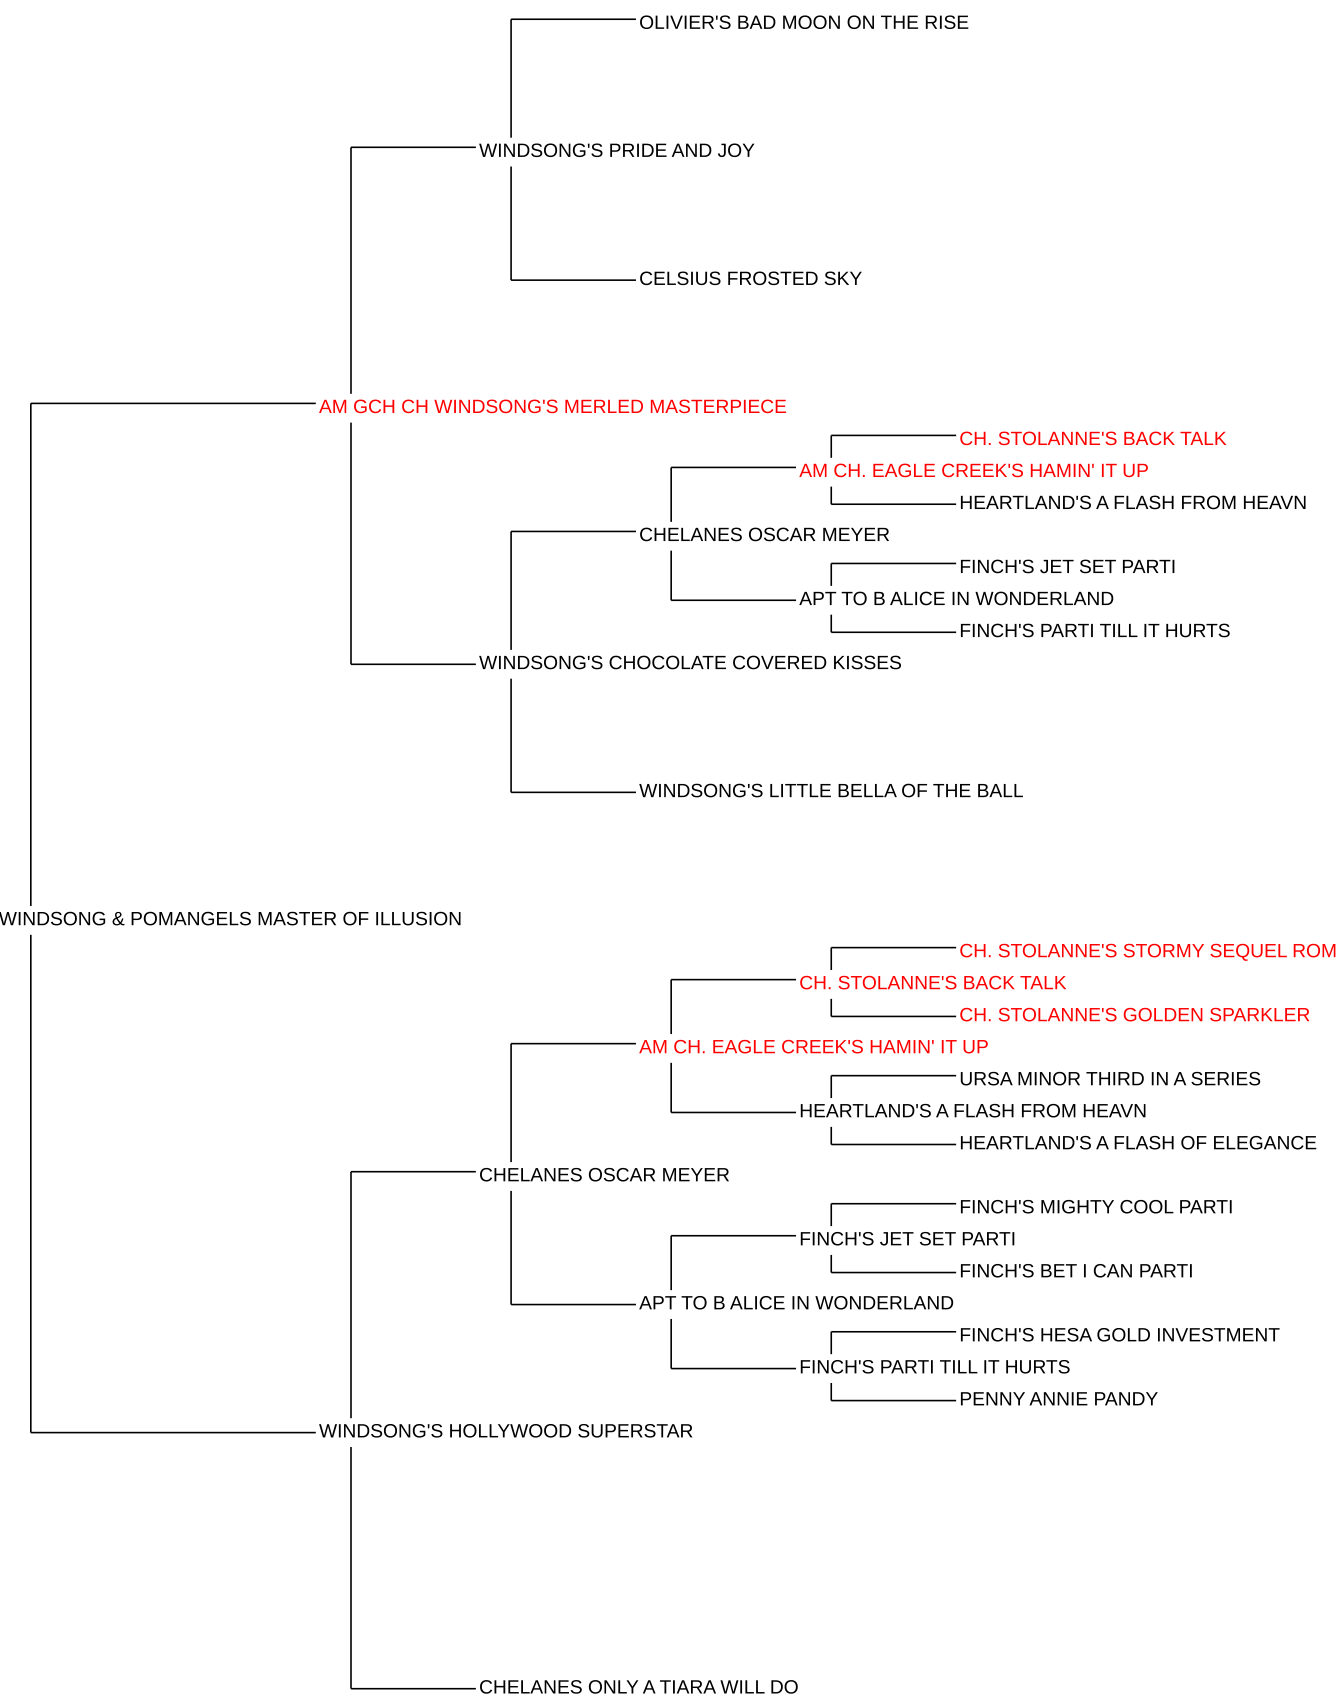 OLIVIER'S BAD MOON ON THE RISE
WINDSONG'S PRIDE AND JOY
CELSIUS FROSTED SKY
AM GCH CH WINDSONG'S MERLED MASTERPIECE
CH. STOLANNE'S BACK TALK
AM CH. EAGLE CREEK'S HAMIN' IT UP
HEARTLAND'S A FLASH FROM HEAVN
CHELANES OSCAR MEYER
FINCH'S JET SET PARTI
APT TO B ALICE IN WONDERLAND
FINCH'S PARTI TILL IT HURTS
WINDSONG'S CHOCOLATE COVERED KISSES
WINDSONG'S LITTLE BELLA OF THE BALL
WINDSONG & POMANGELS MASTER OF ILLUSION
CH. STOLANNE'S STORMY SEQUEL ROM
CH. STOLANNE'S BACK TALK
CH. STOLANNE'S GOLDEN SPARKLER
AM CH. EAGLE CREEK'S HAMIN' IT UP
URSA MINOR THIRD IN A SERIES
HEARTLAND'S A FLASH FROM HEAVN
HEARTLAND'S A FLASH OF ELEGANCE
CHELANES OSCAR MEYER
FINCH'S MIGHTY COOL PARTI
FINCH'S JET SET PARTI
FINCH'S BET I CAN PARTI
APT TO B ALICE IN WONDERLAND
FINCH'S HESA GOLD INVESTMENT
FINCH'S PARTI TILL IT HURTS
PENNY ANNIE PANDY
WINDSONG'S HOLLYWOOD SUPERSTAR
CHELANES ONLY A TIARA WILL DO